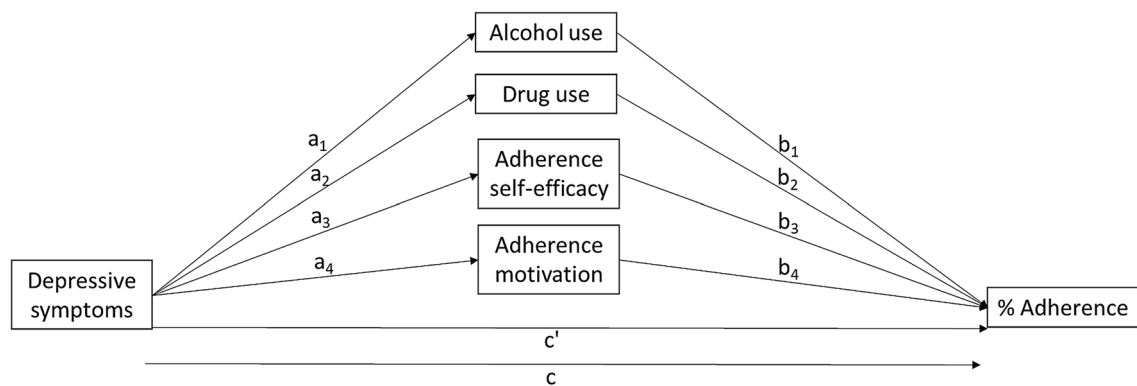 Alcohol use
Drug use
a₁
b₁
Adherence
self-efficacy
a₂
b₂
a₃
b₃
Adherence
motivation
a₄
b₄
Depressive
symptoms
% Adherence
c'
c